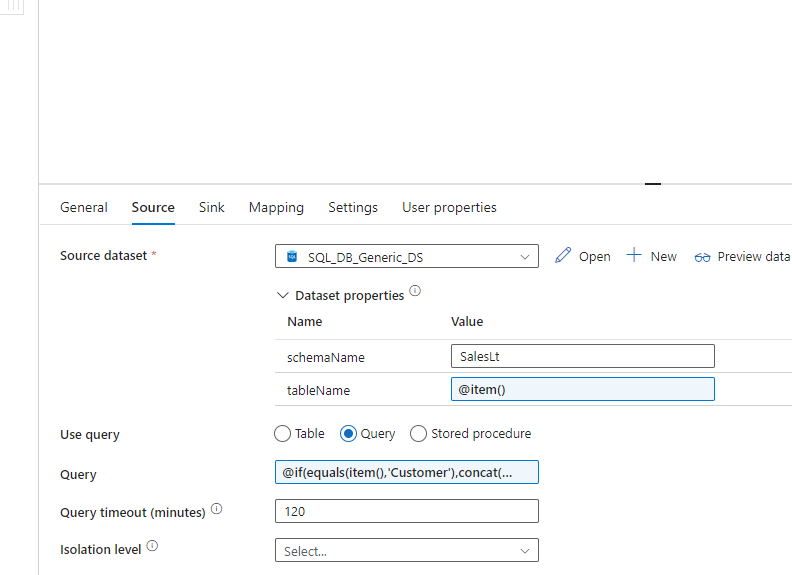 General Source Sink Mapping Settings User properties
Source dataset * SQL_DB_Generic_DS Open New Preview data
Dataset properties
Name Value
schemaName SalesLt
tableName @item()
Use query Table Query Stored procedure
Query @if(equals(item(),'Customer'),concat(...
Query timeout (minutes) 120
Isolation level Select...